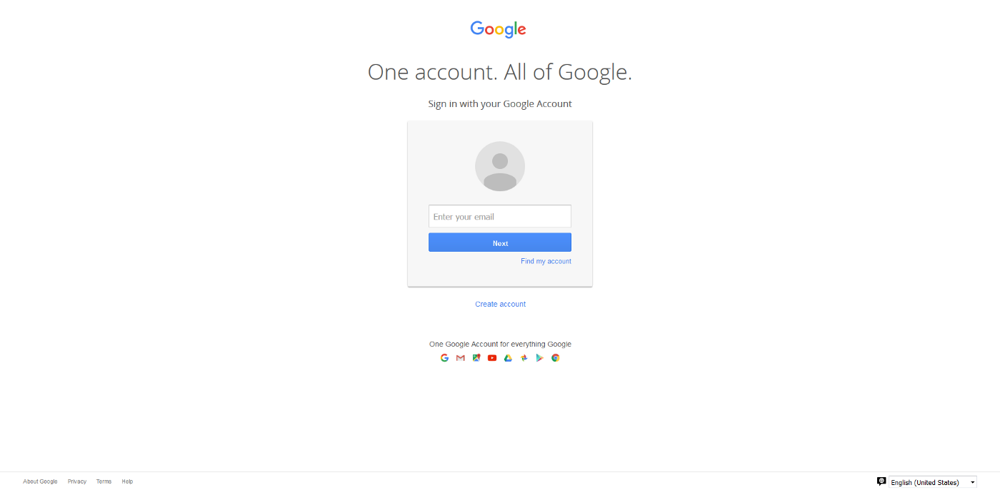 Google
One account. All of Google.
Sign in with your Google Account
Enter your email
Next
Find my account
Create account
One Google Account for everything Google
About Google Privacy Terms Help
English (United States)